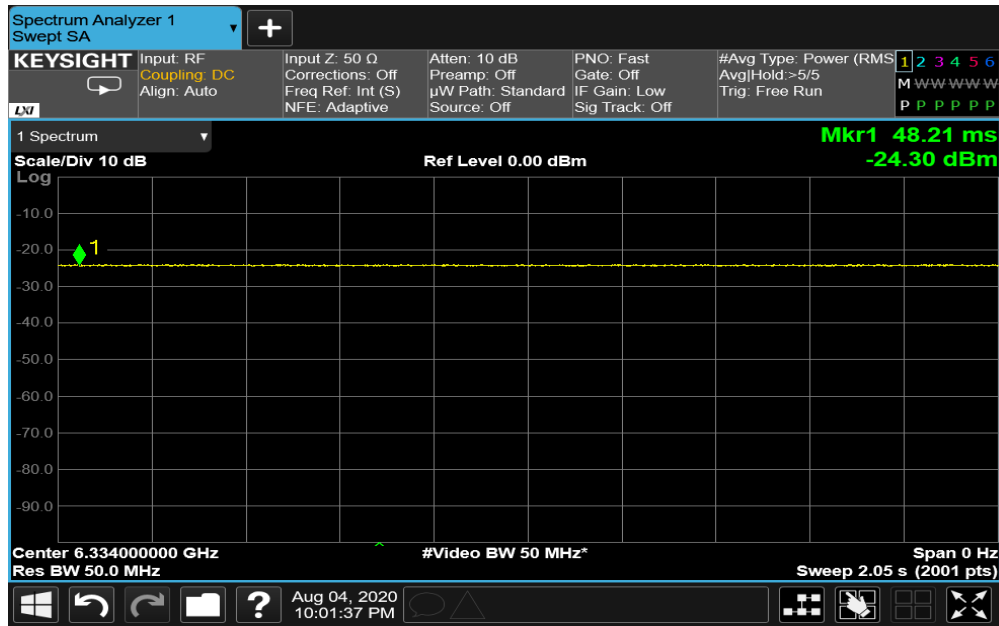 Spectrum Analyzer 1
Swept SA
KEYSIGHT
LXI
Input: RF
Coupling: DC
Align: Auto
Input Z: 50 Ω
Corrections: Off
Freq Ref: Int (S)
NFE: Adaptive
Atten: 10 dB
Preamp: Off
µW Path: Standard
Source: Off
PNO: Fast
Gate: Off
IF Gain: Low
Sig Track: Off
#Avg Type: Power (RMS
Avg|Hold:>5/5
Trig: Free Run
1 2 3 4 5 6
M W W W W W
P P P P P P
1 Spectrum
Scale/Div 10 dB
Ref Level 0.00 dBm
Mkr1 48.21 ms
-24.30 dBm
Log
-10.0
-20.0
1
-30.0
-40.0
-50.0
-60.0
-70.0
-80.0
-90.0
Center 6.334000000 GHz
#Video BW 50 MHz*
Span 0 Hz
Res BW 50.0 MHz
Sweep 2.05 s (2001 pts)
?
Aug 04, 2020
10:01:37 PM